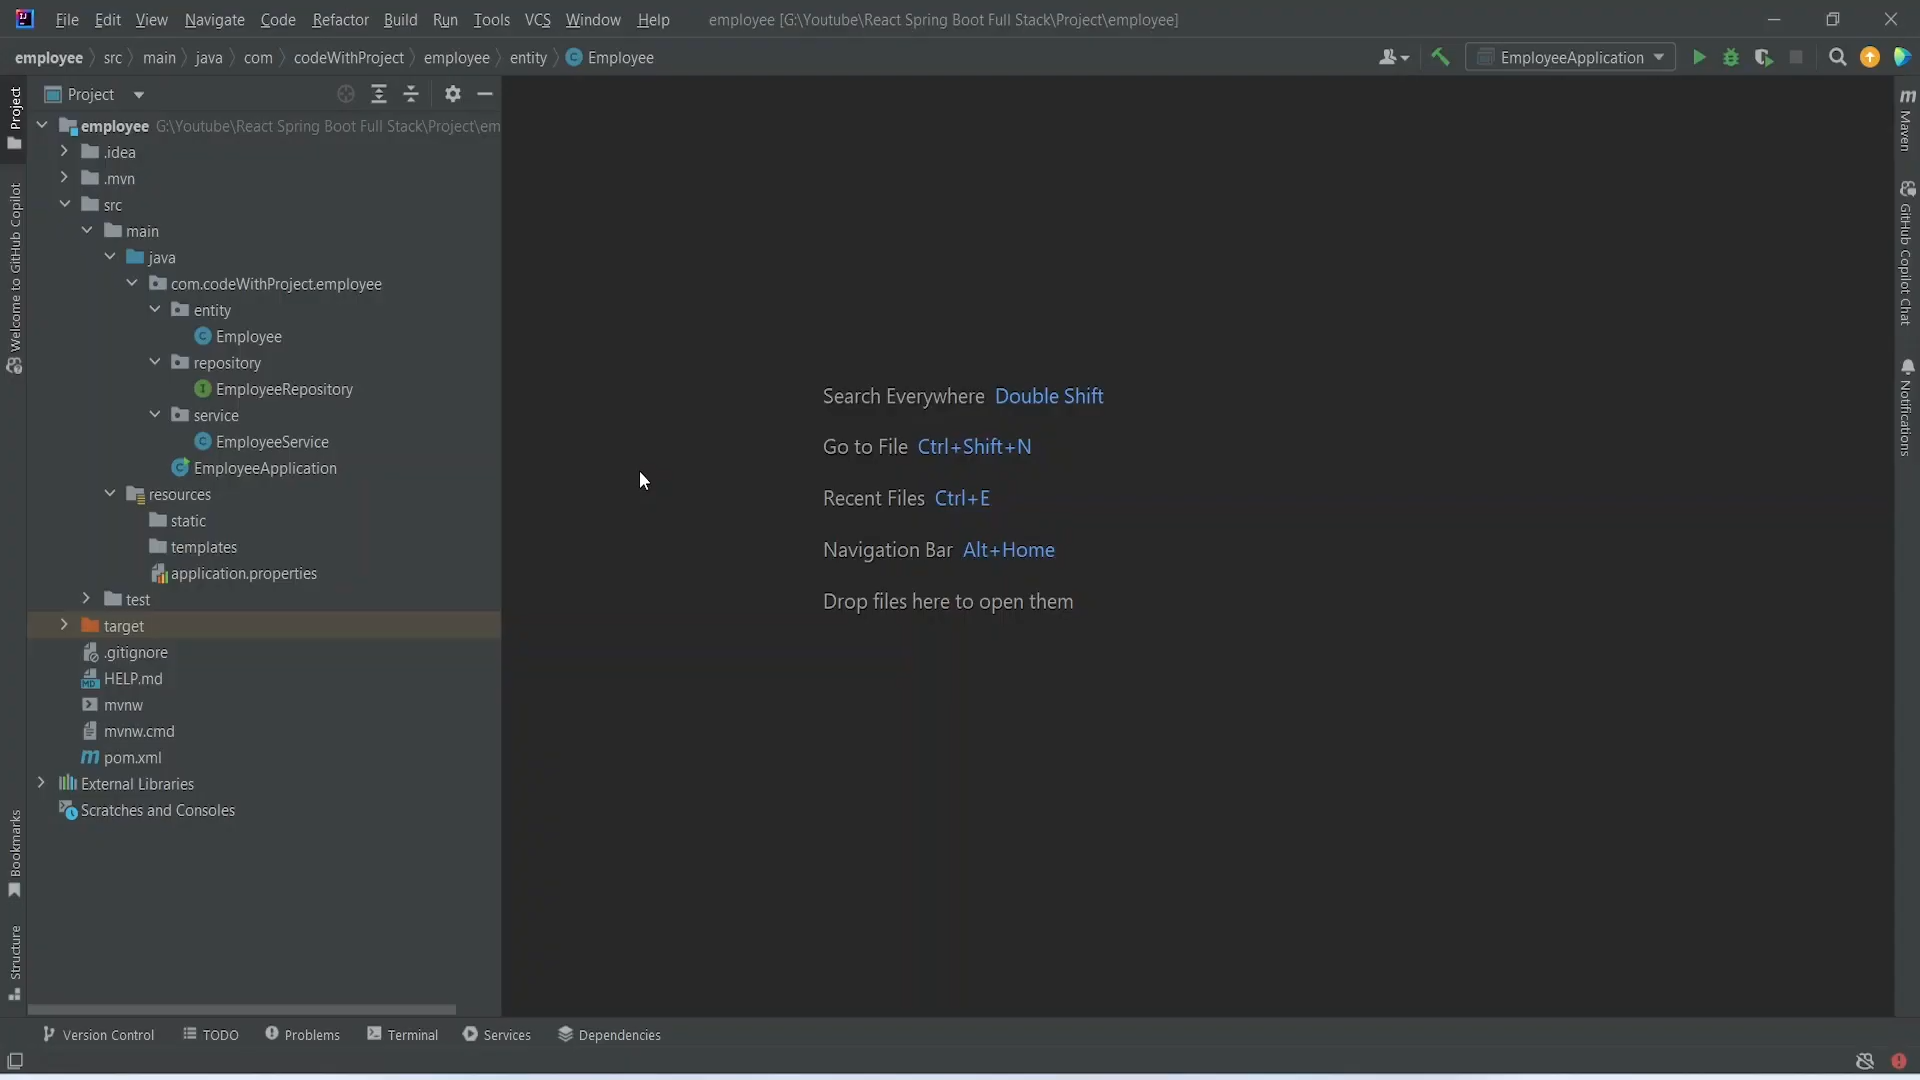 File Edit View Navigate Code Refactor Build Run Tools VCS Window Help employee [G:\Youtube\React Spring Boot Full Stack\Project\employee]
employee src main java com codeWithProject employee entity Employee EmployeeApplication
Project
employee G:\Youtube\React Spring Boot Full Stack\Project\em
.idea
.mvn
src
main
java
com.codeWithProject.employee
entity
Employee
repository
EmployeeRepository
service
EmployeeService
EmployeeApplication
resources
static
templates
application.properties
test
target
.gitignore
HELP.md
mvnw
mvnw.cmd
pom.xml
External Libraries
Scratches and Consoles
Search Everywhere Double Shift
Go to File Ctrl+Shift+N
Recent Files Ctrl+E
Navigation Bar Alt+Home
Drop files here to open them
Project
Welcome to GitHub Copilot
Bookmarks
Structure
Maven
GitHub Copilot Chat
Notifications
Version Control TODO Problems Terminal Services Dependencies